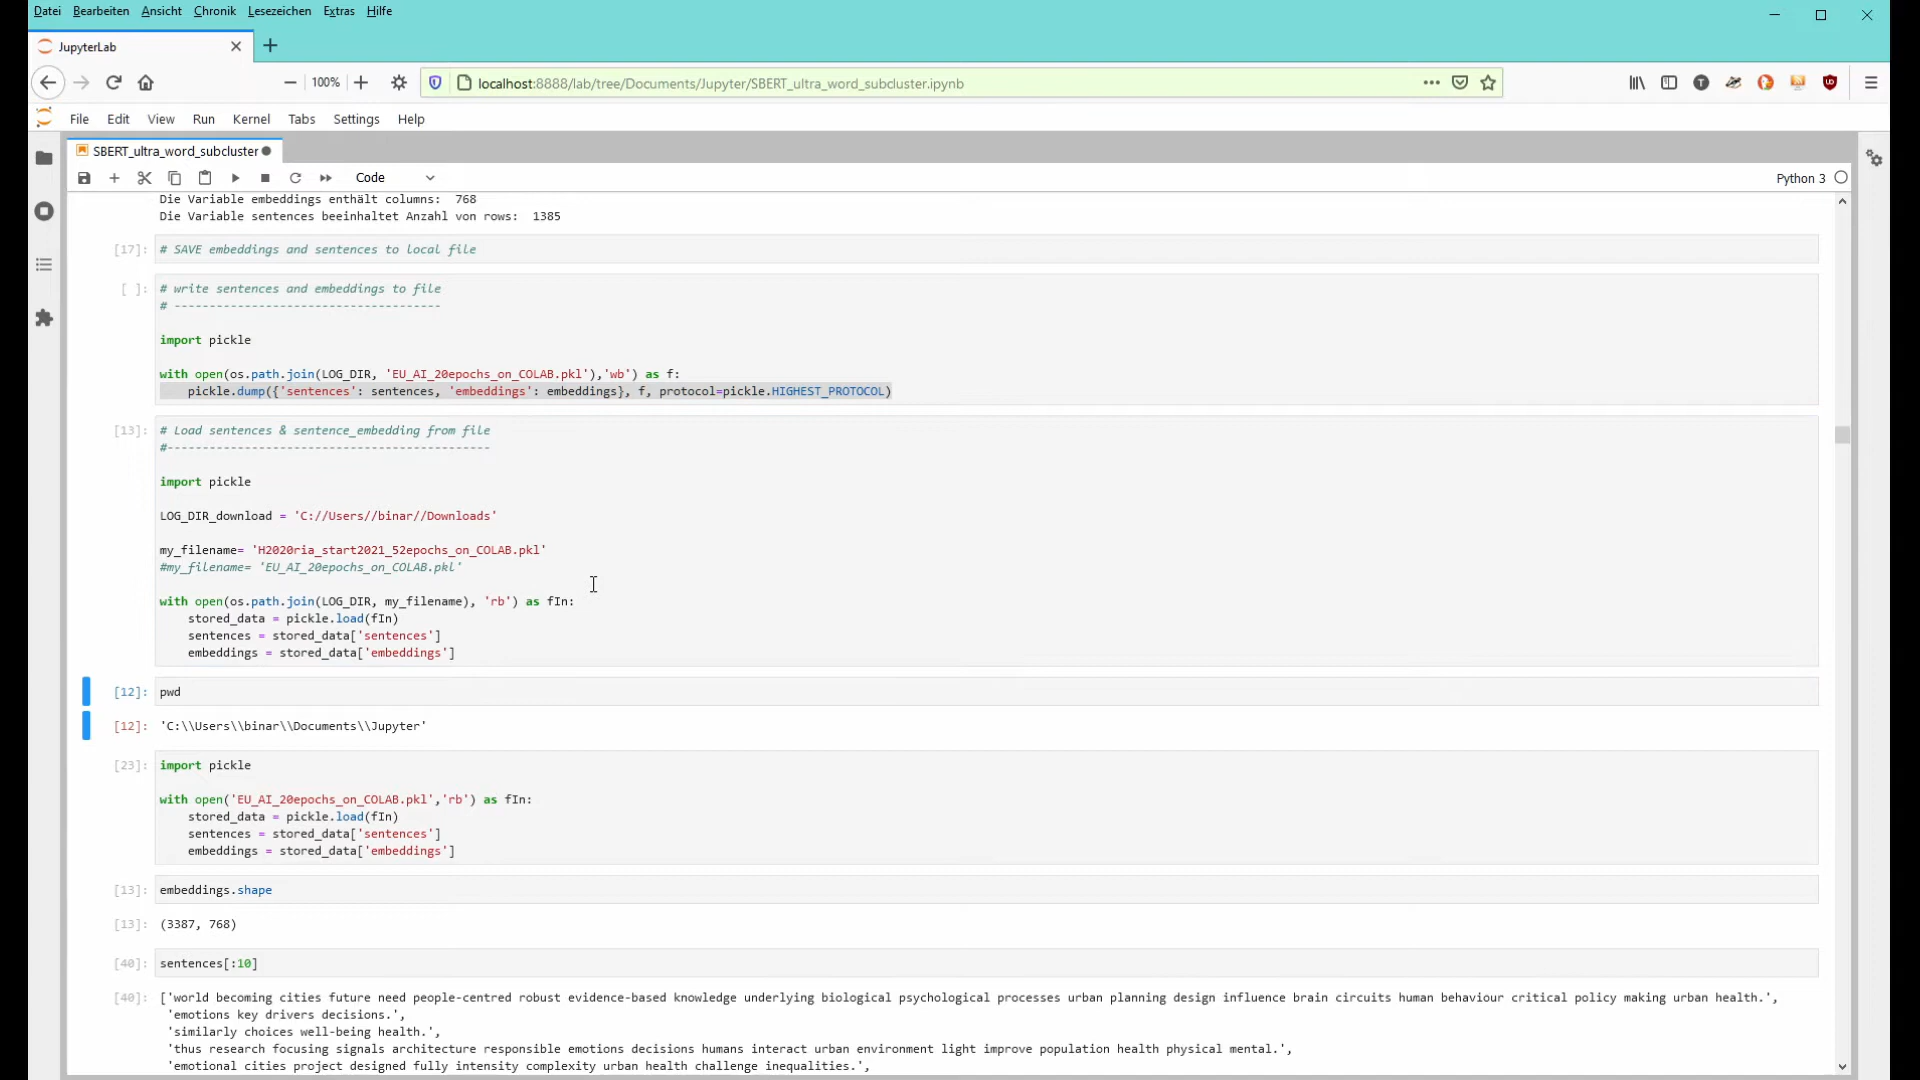 Datei Bearbeiten Ansicht Chronik Lesezeichen Extras Hilfe
JupyterLab
100%
localhost:8888/lab/tree/Documents/Jupyter/SBERT_ultra_word_subcluster.ipynb
File Edit View Run Kernel Tabs Settings Help
SBERT_ultra_word_subcluster
Code
Python 3
Die Variable embeddings enthält columns:  768
Die Variable sentences beeinhaltet Anzahl von rows:  1385
[17]: # SAVE embeddings and sentences to local file
[ ]: # write sentences and embeddings to file
# --------------------------------------
import pickle
with open(os.path.join(LOG_DIR, 'EU_AI_20epochs_on_COLAB.pkl'),'wb') as f:
    pickle.dump({'sentences': sentences, 'embeddings': embeddings}, f, protocol=pickle.HIGHEST_PROTOCOL)
[13]: # Load sentences & sentence_embedding from file
#----------------------------------------------
import pickle
LOG_DIR_download = 'C://Users//binar//Downloads'
my_filename= 'H2020ria_start2021_52epochs_on_COLAB.pkl'
#my_filename= 'EU_AI_20epochs_on_COLAB.pkl'
with open(os.path.join(LOG_DIR, my_filename), 'rb') as fIn:
    stored_data = pickle.load(fIn)
    sentences = stored_data['sentences']
    embeddings = stored_data['embeddings']
[12]: pwd
[12]: 'C:\\Users\\binar\\Documents\\Jupyter'
[23]: import pickle
with open('EU_AI_20epochs_on_COLAB.pkl','rb') as fIn:
    stored_data = pickle.load(fIn)
    sentences = stored_data['sentences']
    embeddings = stored_data['embeddings']
[13]: embeddings.shape
[13]: (3387, 768)
[40]: sentences[:10]
[40]: ['world becoming cities future need people-centred robust evidence-based knowledge underlying biological psychological processes urban planning design influence brain circuits human behaviour critical policy making urban health.',
'emotions key drivers decisions.',
'similarly choices well-being health.',
'thus research focusing signals architecture responsible emotions decisions humans interact urban environment light improve population health physical mental.',
'emotional cities project designed fully intensity complexity urban health challenge inequalities.',